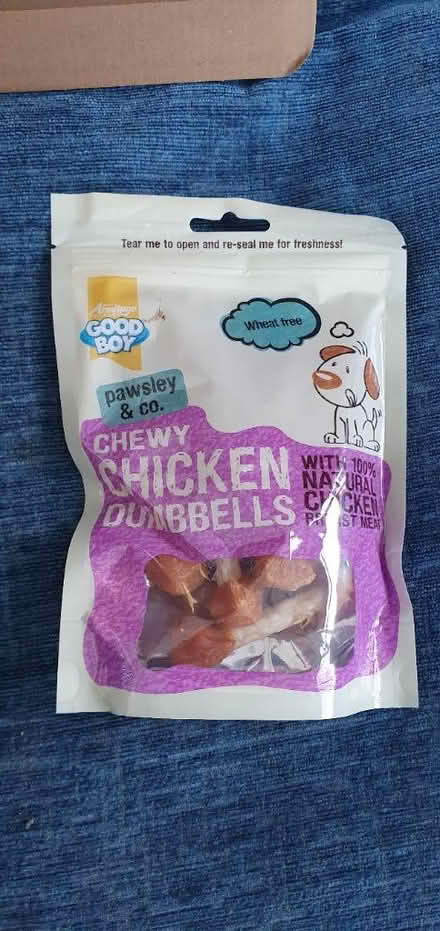 Tear me to open and re-seal me for freshness!
Armitage
GOOD
BOY
Wheat free
pawsley
& co.
CHEWY
CHICKEN
DUMBBELLS
WITH 100%
NATURAL
CHICKEN
BREAST MEAT